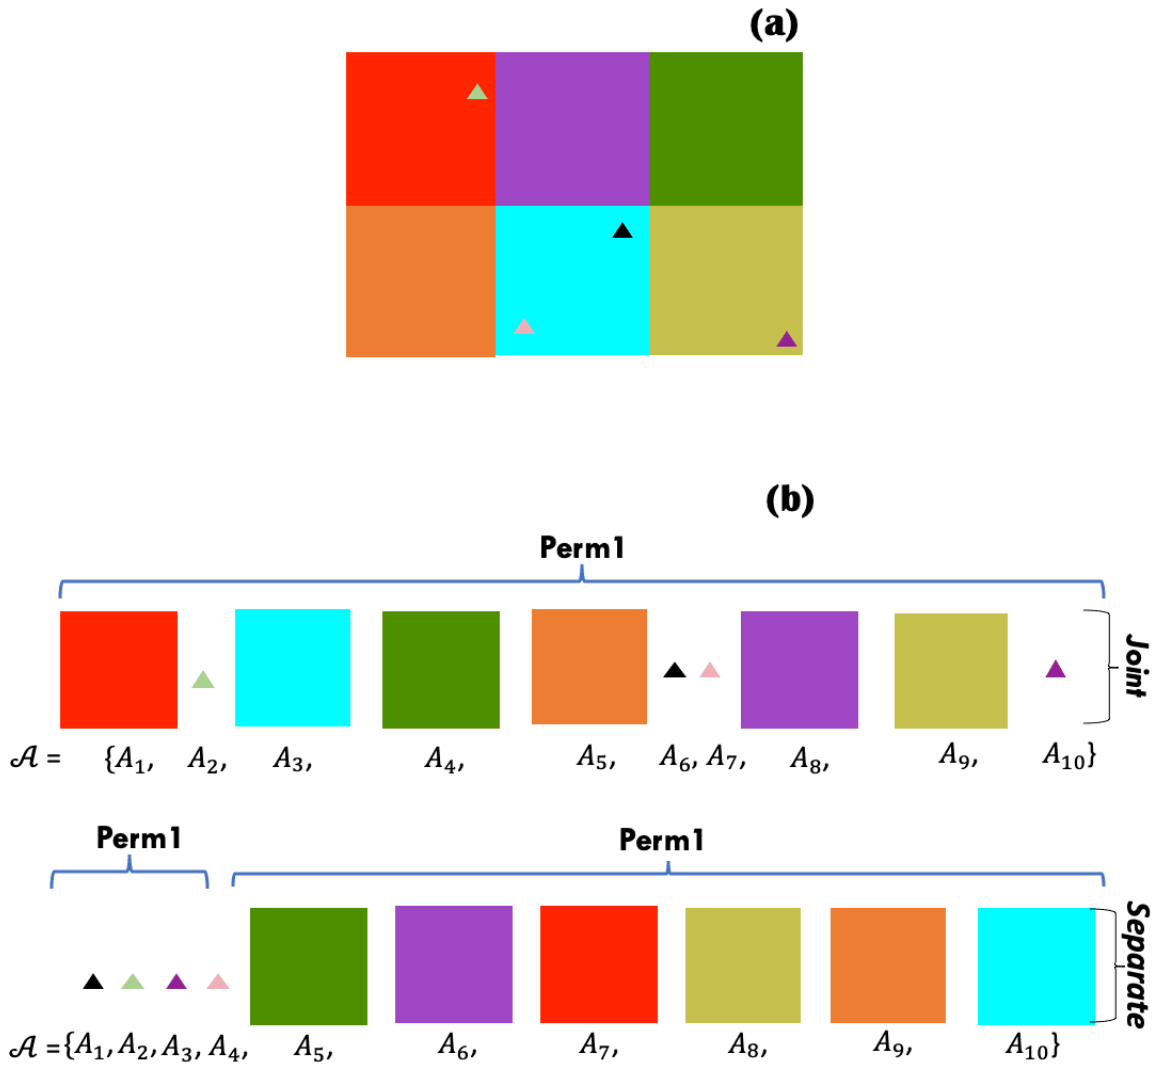 (a)
(b)
Perm1
Joint
𝒜 = {A₁, A₂, A₃, A₄, A₅, A₆, A₇, A₈, A₉, A₁₀}
Perm1 Perm1
Separate
𝒜 = {A₁, A₂, A₃, A₄, A₅, A₆, A₇, A₈, A₉, A₁₀}